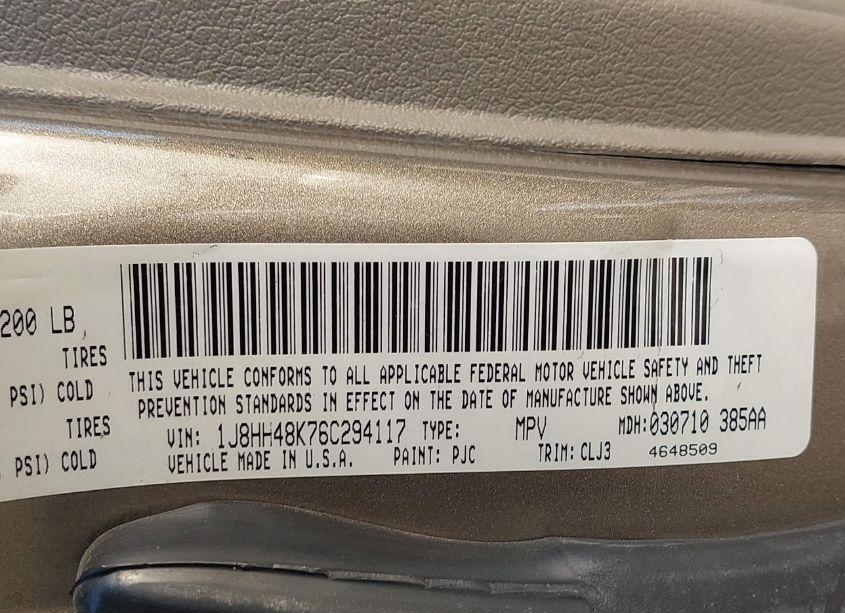 200 LB
TIRES
PSI) COLD
TIRES
PSI) COLD
THIS VEHICLE CONFORMS TO ALL APPLICABLE FEDERAL MOTOR VEHICLE SAFETY AND THEFT
PREVENTION STANDARDS IN EFFECT ON THE DATE OF MANUFACTURE SHOWN ABOVE.
VIN: 1J8HH48K76C294117 TYPE: MPV MDH:030710 385AA
VEHICLE MADE IN U.S.A. PAINT: PJC TRIM: CLJ3 4648509